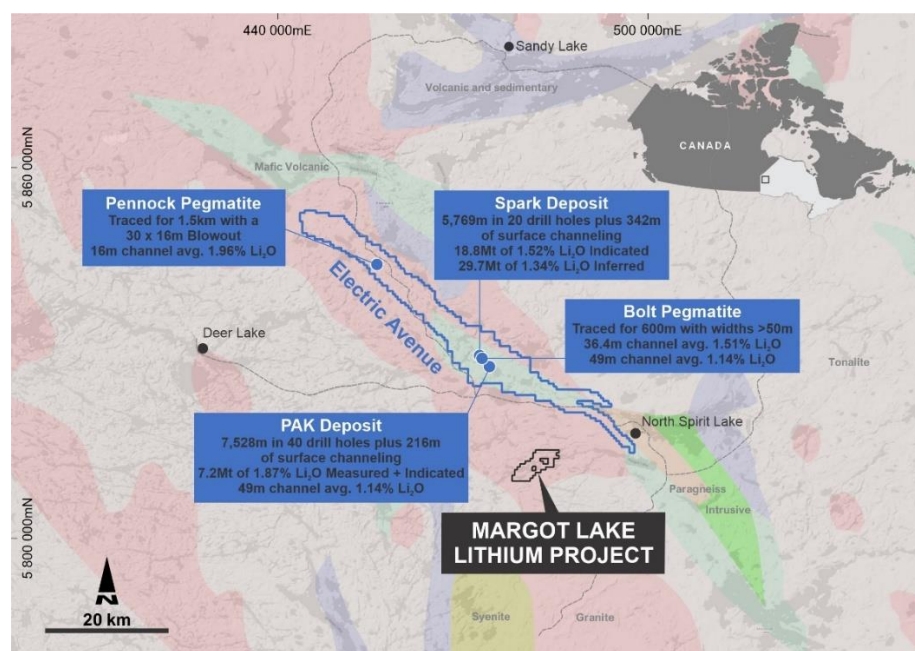 440 000mE
500 000mE
Sandy Lake
Volcanic and sedimentary
CANADA
5 860 000mN
Mafic Volcanic
Pennock Pegmatite
Traced for 1.5km with a
30 x 16m Blowout
16m channel avg. 1.96% Li₂O
Spark Deposit
5,769m in 20 drill holes plus 342m
of surface channeling
18.8Mt of 1.52% Li₂O Indicated
29.7Mt of 1.34% Li₂O Inferred
Electric Avenue
Bolt Pegmatite
Traced for 600m with widths >50m
36.4m channel avg. 1.51% Li₂O
49m channel avg. 1.14% Li₂O
Deer Lake
Tonalite
PAK Deposit
7,528m in 40 drill holes plus 216m
of surface channeling
7.2Mt of 1.87% Li₂O Measured + Indicated
49m channel avg. 1.14% Li₂O
North Spirit Lake
Paragneiss
Intrusive
MARGOT LAKE
LITHIUM PROJECT
5 800 000mN
N
20 km
Syenite
Granite